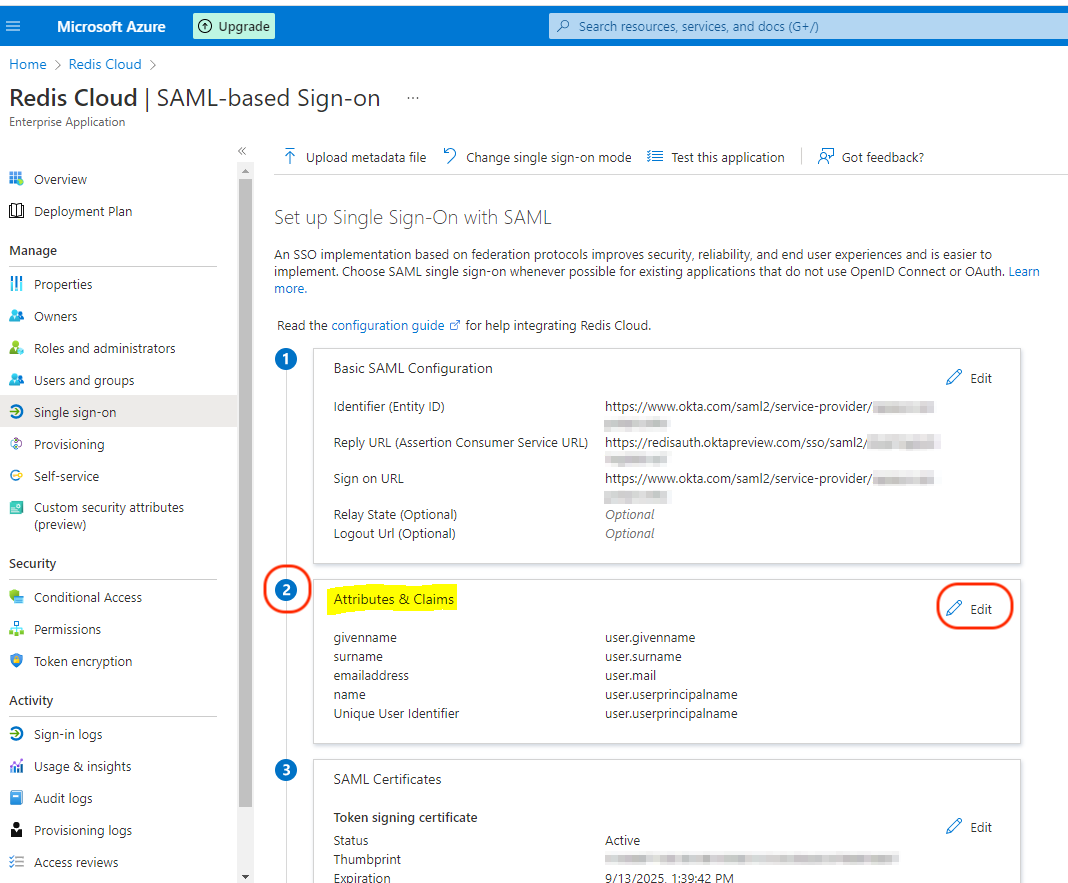 Microsoft Azure
Upgrade
Search resources, services, and docs (G+/)
Home > Redis Cloud >
Redis Cloud | SAML-based Sign-on ...
Enterprise Application
Overview
Deployment Plan
Manage
Properties
Owners
Roles and administrators
Users and groups
Single sign-on
Provisioning
Self-service
Custom security attributes
(preview)
Security
Conditional Access
Permissions
Token encryption
Activity
Sign-in logs
Usage & insights
Audit logs
Provisioning logs
Access reviews
Upload metadata file
Change single sign-on mode
Test this application
Got feedback?
Set up Single Sign-On with SAML
An SSO implementation based on federation protocols improves security, reliability, and end user experiences and is easier to
implement. Choose SAML single sign-on whenever possible for existing applications that do not use OpenID Connect or OAuth. Learn
more.
Read the configuration guide for help integrating Redis Cloud.
1
Basic SAML Configuration
Edit
Identifier (Entity ID) https://www.okta.com/saml2/service-provider/
Reply URL (Assertion Consumer Service URL) https://redisauth.oktapreview.com/sso/saml2/
Sign on URL https://www.okta.com/saml2/service-provider/
Relay State (Optional) Optional
Logout Url (Optional) Optional
2
Attributes & Claims
Edit
givenname user.givenname
surname user.surname
emailaddress user.mail
name user.userprincipalname
Unique User Identifier user.userprincipalname
3
SAML Certificates
Token signing certificate
Edit
Status Active
Thumbprint
Expiration 9/13/2025, 1:39:42 PM